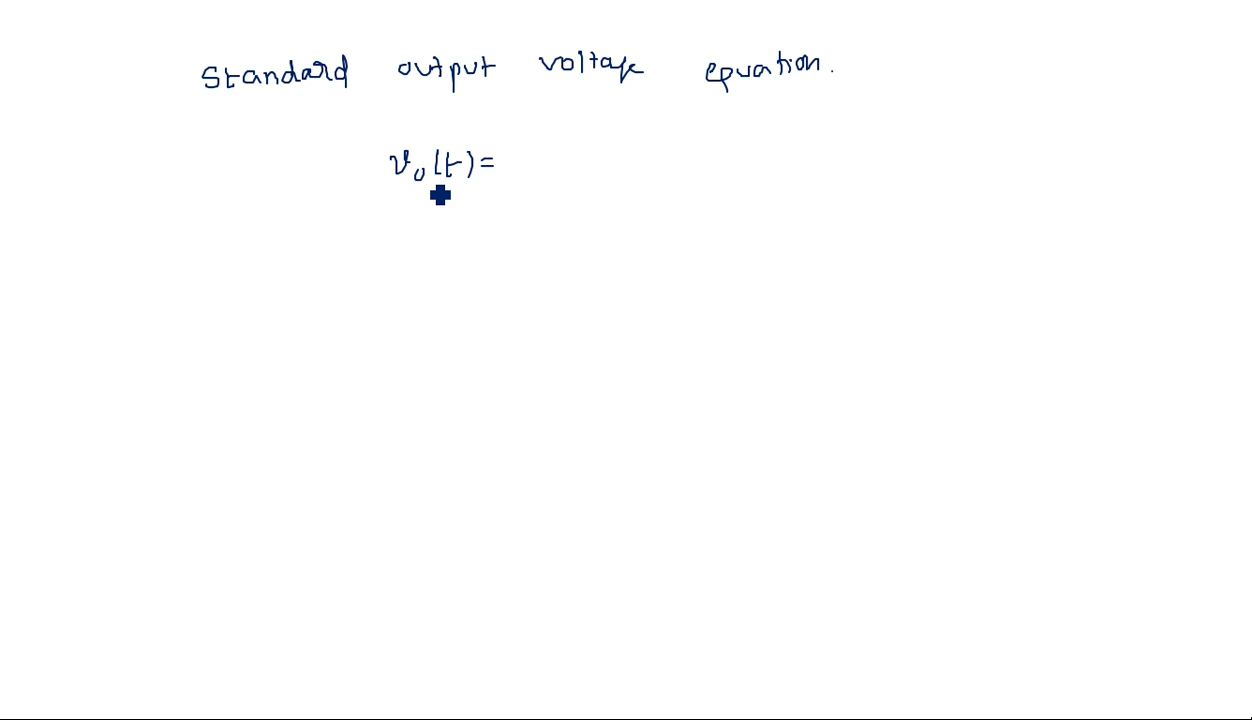 Standard output voltage equation.
v₀(t)=